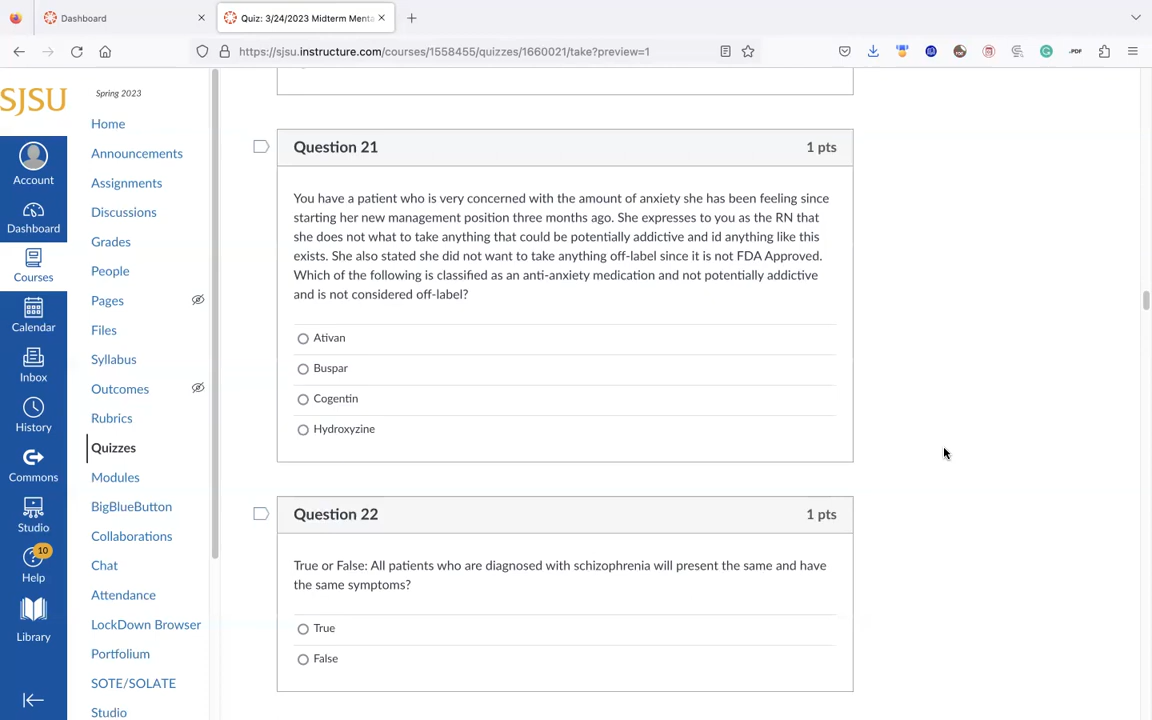 Dashboard
Quiz: 3/24/2023 Midterm Menta
https://sjsu.instructure.com/courses/1558455/quizzes/1660021/take?preview=1
.PDF
SJSU
Account
Dashboard
Courses
Calendar
Inbox
History
Commons
Studio
10
Help
Library
Spring 2023
Home
Announcements
Assignments
Discussions
Grades
People
Pages
Files
Syllabus
Outcomes
Rubrics
Quizzes
Modules
BigBlueButton
Collaborations
Chat
Attendance
LockDown Browser
Portfolium
SOTE/SOLATE
Studio
Question 21
1 pts
You have a patient who is very concerned with the amount of anxiety she has been feeling since
starting her new management position three months ago. She expresses to you as the RN that
she does not what to take anything that could be potentially addictive and id anything like this
exists. She also stated she did not want to take anything off-label since it is not FDA Approved.
Which of the following is classified as an anti-anxiety medication and not potentially addictive
and is not considered off-label?
Ativan
Buspar
Cogentin
Hydroxyzine
Question 22
1 pts
True or False: All patients who are diagnosed with schizophrenia will present the same and have
the same symptoms?
True
False